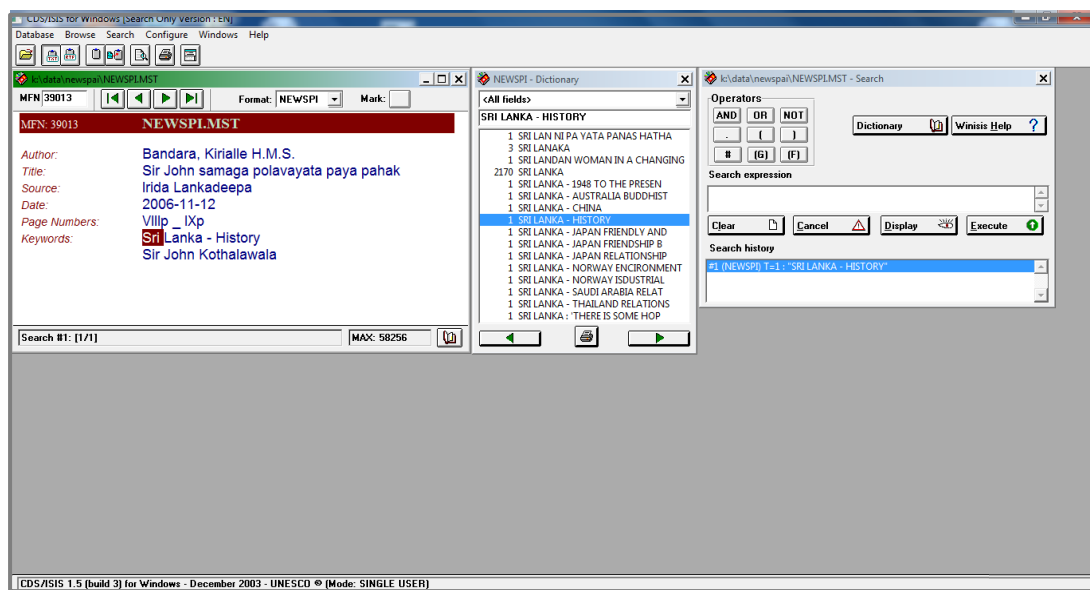 CDS/ISIS for Windows [Search Only Version : EN]
Database Browse Search Configure Windows Help
lc\data\newspai\NEWSPI.MST
MFN 39013 Format: NEWSPI Mark:
MFN: 39013 NEWSPI.MST
Author: Bandara, Kirialle H.M.S.
Title: Sir John samaga polavayata paya pahak
Source: Irida Lankadeepa
Date: 2006-11-12
Page Numbers: VIIIp _ IXp
Keywords: Sri Lanka - History
Sir John Kothalawala
Search #1: [1/1] MAX: 58256
NEWSPI - Dictionary
<All fields>
SRI LANKA - HISTORY
1 SRI LAN NI PA YATA PANAS HATHA
3 SRI LANAKA
1 SRI LANDAN WOMAN IN A CHANGING
2170 SRI LANKA
1 SRI LANKA - 1948 TO THE PRESEN
1 SRI LANKA - AUSTRALIA BUDDHIST
1 SRI LANKA - CHINA
1 SRI LANKA - HISTORY
1 SRI LANKA - JAPAN FRIENDLY AND
1 SRI LANKA - JAPAN FRIENDSHIP B
1 SRI LANKA - JAPAN RELATIONSHIP
1 SRI LANKA - NORWAY ENCIRONMENT
1 SRI LANKA - NORWAY ISDUSTRIAL
1 SRI LANKA - SAUDI ARABIA RELAT
1 SRI LANKA - THAILAND RELATIONS
1 SRI LANKA : 'THERE IS SOME HOP
lc\data\newspai\NEWSPI.MST - Search
Operators
AND OR NOT
. ( )
# (G) (F)
Dictionary Winisis Help ?
Search expression
Clear Cancel Display Execute
Search history
#1 (NEWSPI) T=1 : "SRI LANKA - HISTORY"
CDS/ISIS 1.5 (build 3) for Windows - December 2003 - UNESCO © (Mode: SINGLE USER)